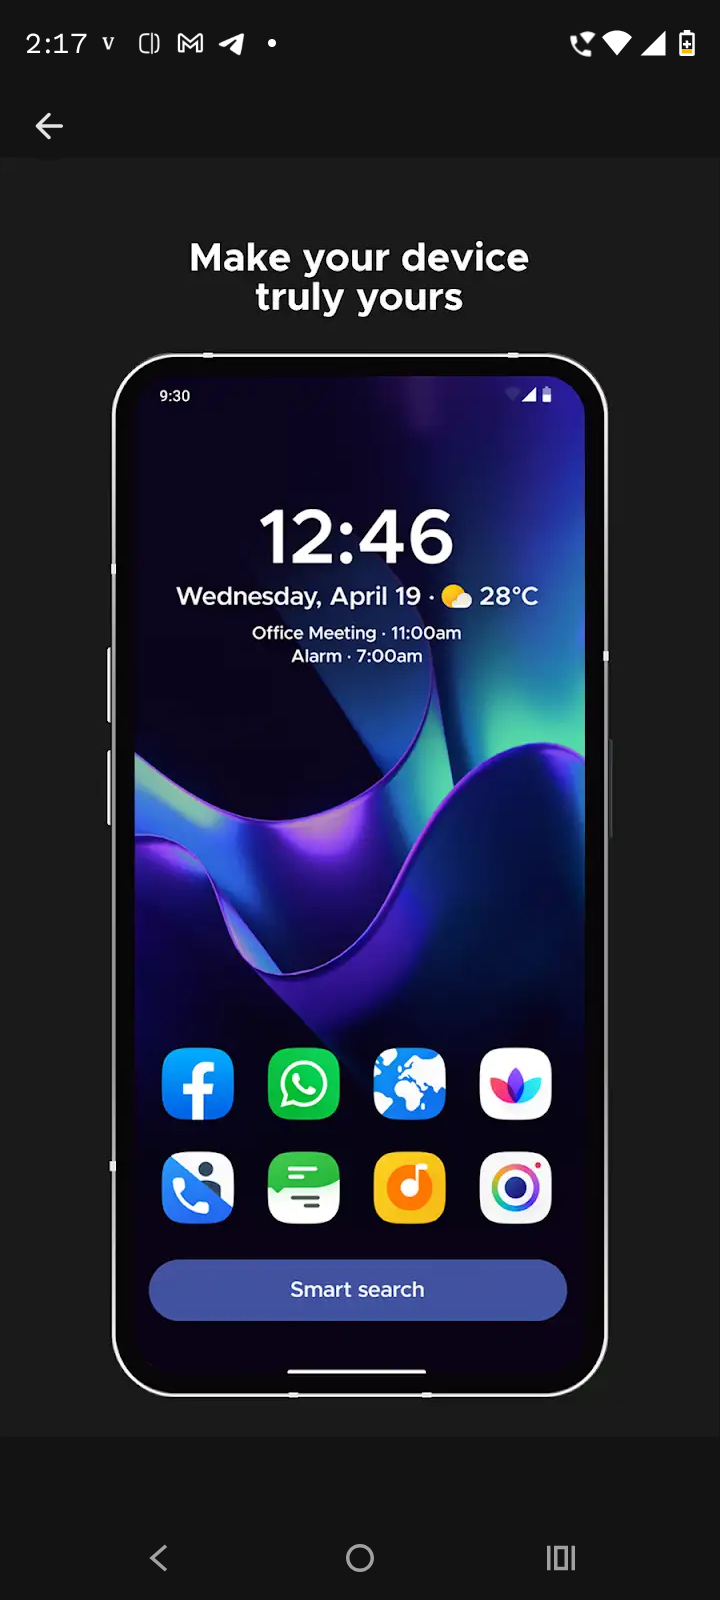 2:17
Make your device
truly yours
9:30
12:46
Wednesday, April 19 · 28°C
Office Meeting · 11:00am
Alarm · 7:00am
Smart search